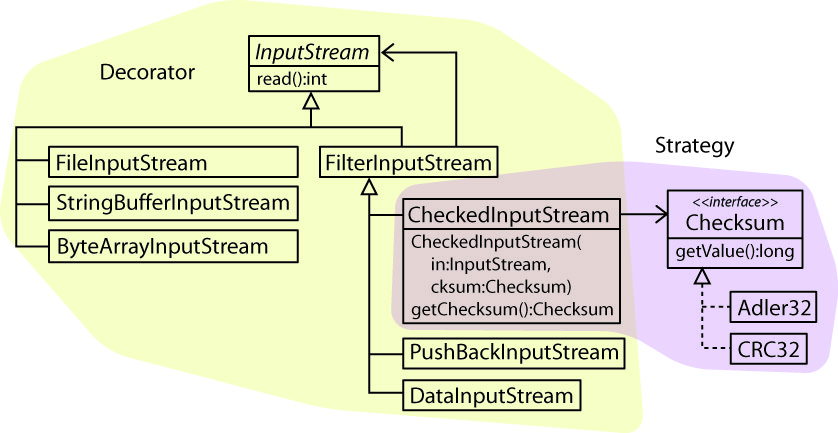 Decorator
InputStream
read():int
FileInputStream
StringBufferInputStream
ByteArrayInputStream
FilterInputStream
CheckedInputStream
CheckedInputStream(
in:InputStream,
cksum:Checksum)
getChecksum():Checksum
PushBackInputStream
DataInputStream
Strategy
<<interface>>
Checksum
getValue():long
Adler32
CRC32